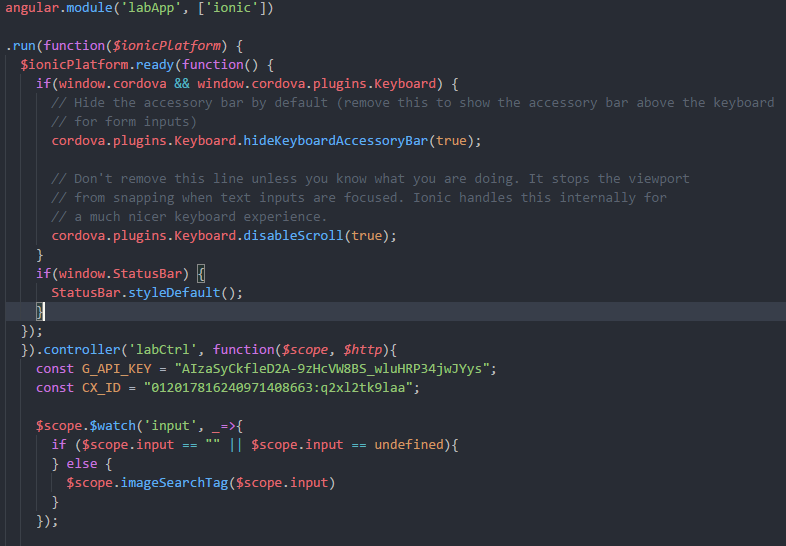 angular.module('labApp', ['ionic'])
.run(function($ionicPlatform) {
$ionicPlatform.ready(function() {
if(window.cordova && window.cordova.plugins.Keyboard) {
// Hide the accessory bar by default (remove this to show the accessory bar above the keyboard
// for form inputs)
cordova.plugins.Keyboard.hideKeyboardAccessoryBar(true);
// Don't remove this line unless you know what you are doing. It stops the viewport
// from snapping when text inputs are focused. Ionic handles this internally for
// a much nicer keyboard experience.
cordova.plugins.Keyboard.disableScroll(true);
}
if(window.StatusBar) {
StatusBar.styleDefault();
}
});
}).controller('labCtrl', function($scope, $http){
const G_API_KEY = "AIzaSyCkfleD2A-9zHcVW8BS_wluHRP34jwJYys";
const CX_ID = "012017816240971408663:q2xl2tk9laa";
$scope.$watch('input', _=>{
if ($scope.input == "" || $scope.input == undefined){
} else {
$scope.imageSearchTag($scope.input)
}
});